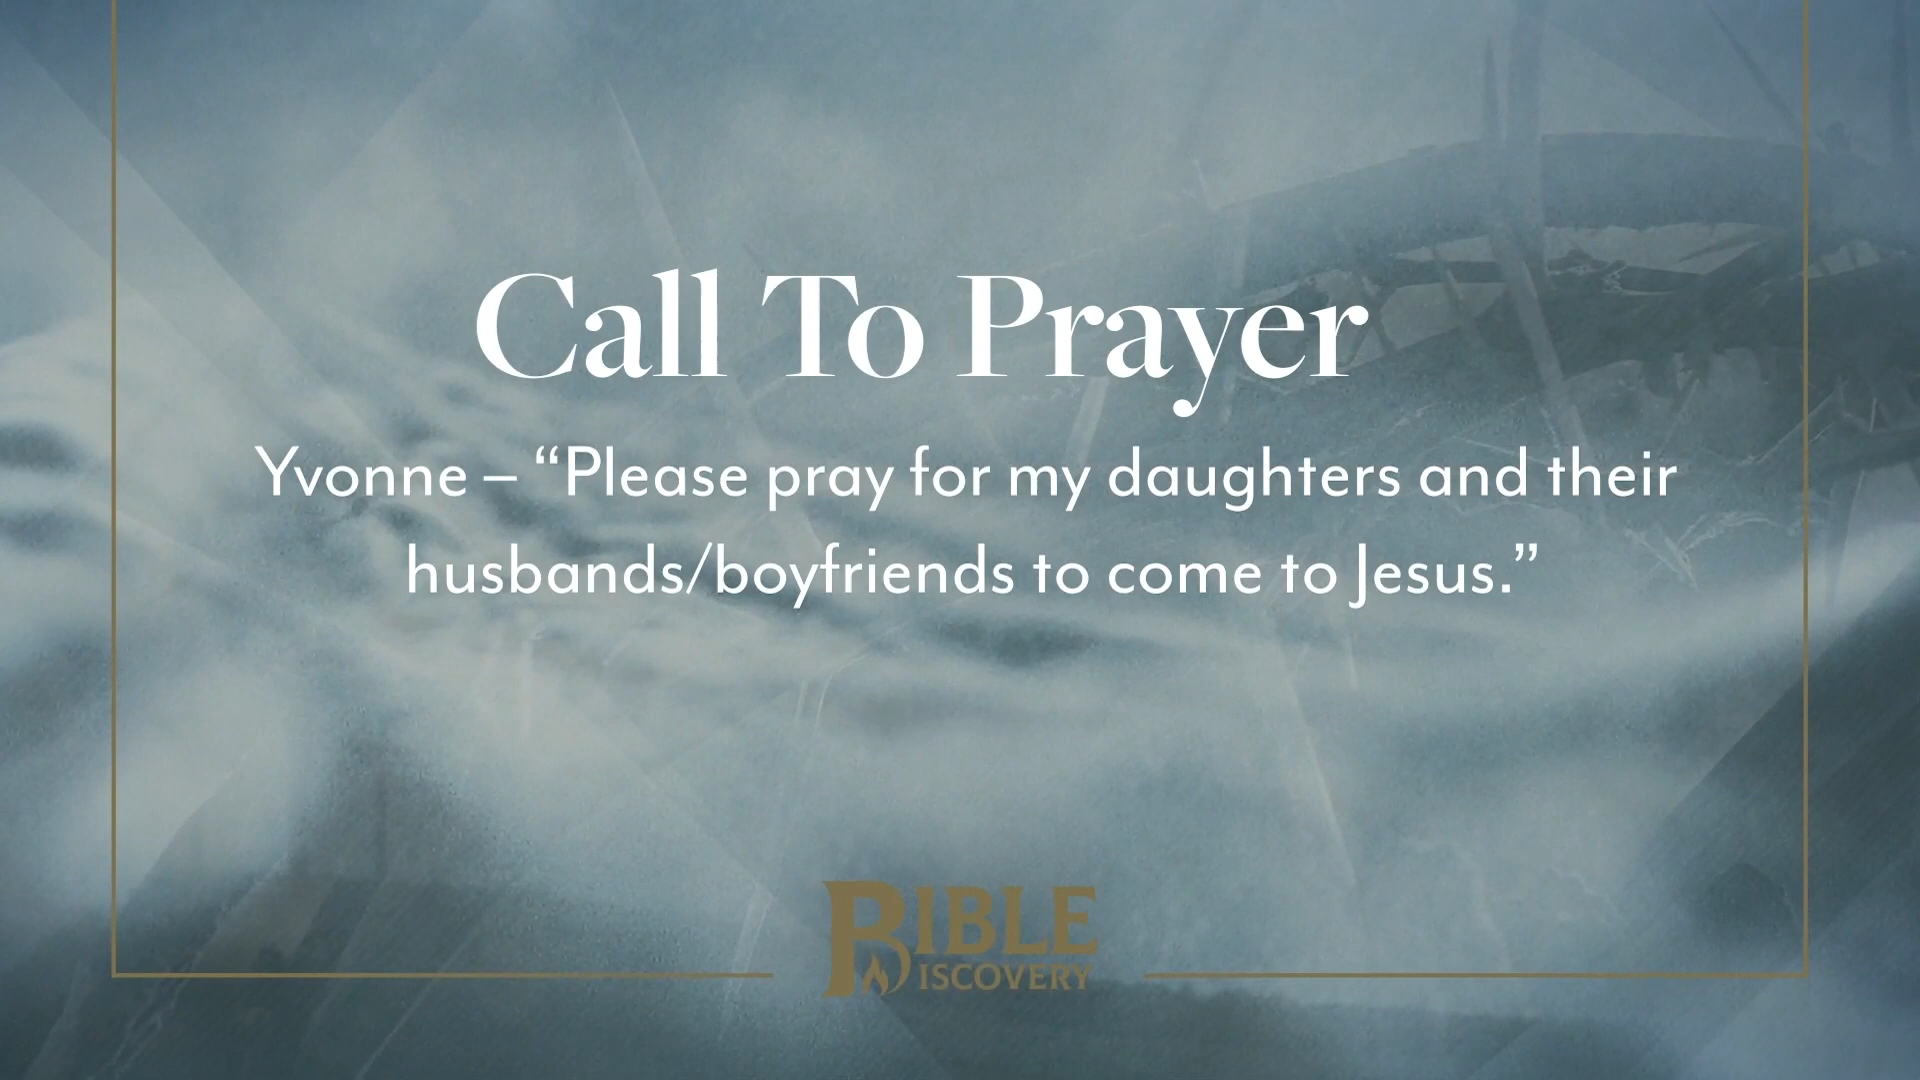 Call To Prayer
Yvonne – “Please pray for my daughters and their
husbands/boyfriends to come to Jesus.”
BIBLE
DISCOVERY